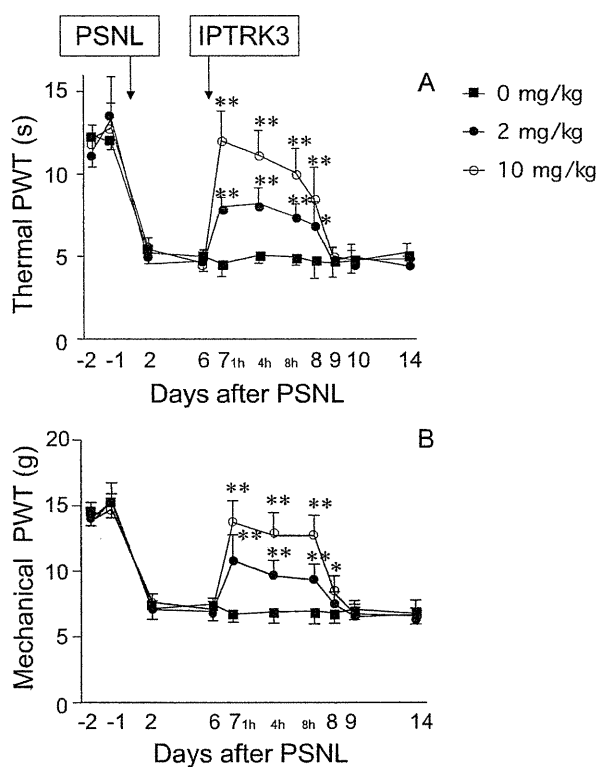 PSNL IPTRK3
A
0 mg/kg
2 mg/kg
10 mg/kg
Thermal PWT (s)
15
10
5
0
** ** ** **
** ** ** *
-2 -1 2 6 7 1h 4h 8h 8 9 10 14
Days after PSNL
B
Mechanical PWT (g)
20
15
10
5
0
** ** **
** ** ** *
-2 -1 2 6 7 1h 4h 8h 8 9 14
Days after PSNL